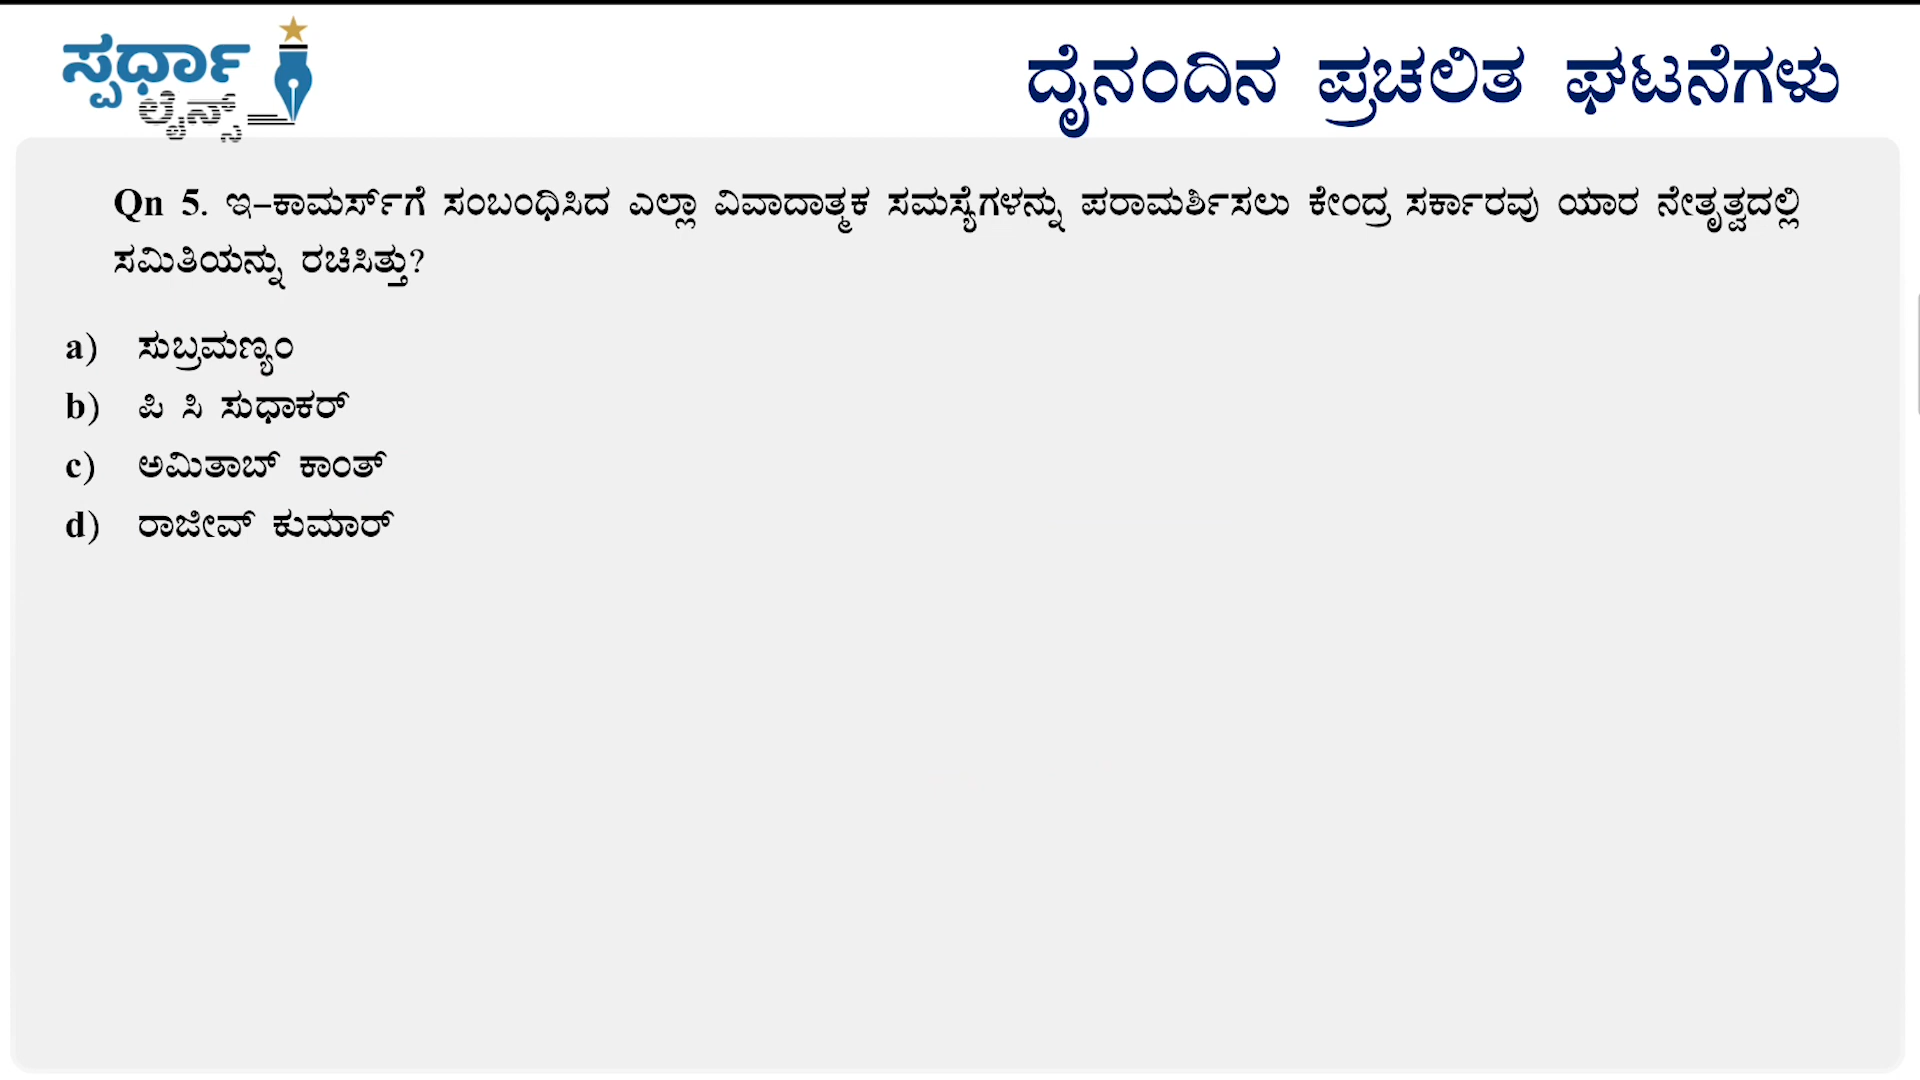 ಸ್ಪರ್ಧಾ
ಲೈನ್ಸ್
ದೈನಂದಿನ ಪ್ರಚಲಿತ ಘಟನೆಗಳು
Qn 5. ಇ–ಕಾಮರ್ಸ್‌ಗೆ ಸಂಬಂಧಿಸಿದ ಎಲ್ಲಾ ವಿವಾದಾತ್ಮಕ ಸಮಸ್ಯೆಗಳನ್ನು ಪರಾಮರ್ಶಿಸಲು ಕೇಂದ್ರ ಸರ್ಕಾರವು ಯಾರ ನೇತೃತ್ವದಲ್ಲಿ
ಸಮಿತಿಯನ್ನು ರಚಿಸಿತ್ತು?
a) ಸುಬ್ರಮಣ್ಯಂ
b) ಪಿ ಸಿ ಸುಧಾಕರ್
c) ಅಮಿತಾಬ್ ಕಾಂತ್
d) ರಾಜೀವ್ ಕುಮಾರ್